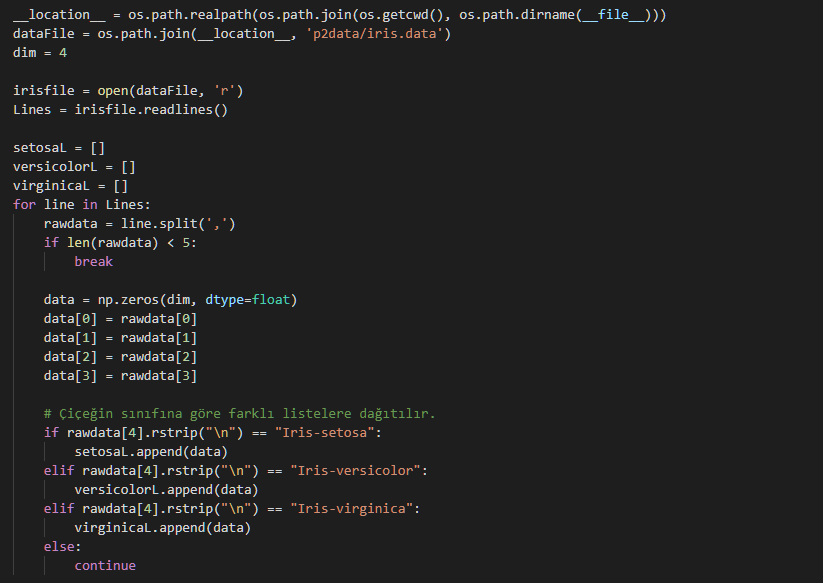 __location__ = os.path.realpath(os.path.join(os.getcwd(), os.path.dirname(__file__)))
dataFile = os.path.join(__location__, 'p2data/iris.data')
dim = 4

irisfile = open(dataFile, 'r')
Lines = irisfile.readlines()

setosaL = []
versicolorL = []
virginicaL = []
for line in Lines:
    rawdata = line.split(',')
    if len(rawdata) < 5:
        break

    data = np.zeros(dim, dtype=float)
    data[0] = rawdata[0]
    data[1] = rawdata[1]
    data[2] = rawdata[2]
    data[3] = rawdata[3]

    # Çiçeğin sınıfına göre farklı listelere dağıtılır.
    if rawdata[4].rstrip("\n") == "Iris-setosa":
        setosaL.append(data)
    elif rawdata[4].rstrip("\n") == "Iris-versicolor":
        versicolorL.append(data)
    elif rawdata[4].rstrip("\n") == "Iris-virginica":
        virginicaL.append(data)
    else:
        continue